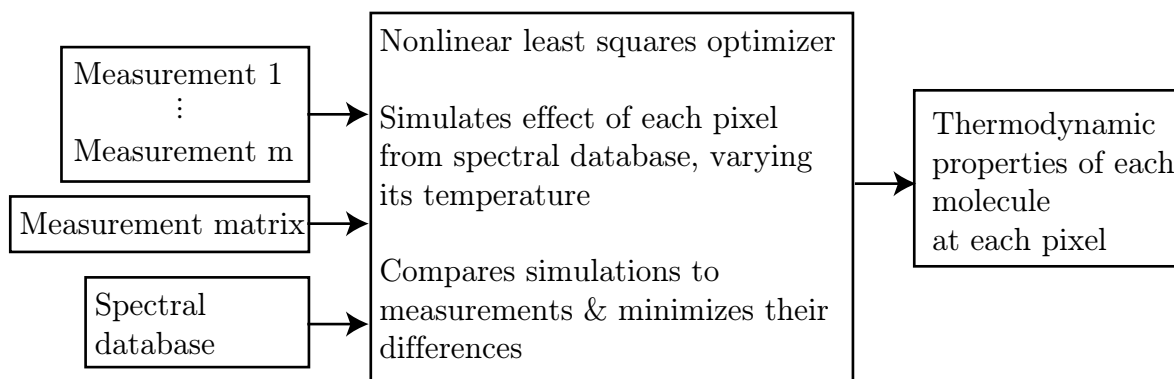 Measurement 1
⋮
Measurement m
Measurement matrix
Spectral
database
Nonlinear least squares optimizer
Simulates effect of each pixel
from spectral database, varying
its temperature
Compares simulations to
measurements & minimizes their
differences
Thermodynamic
properties of each
molecule
at each pixel